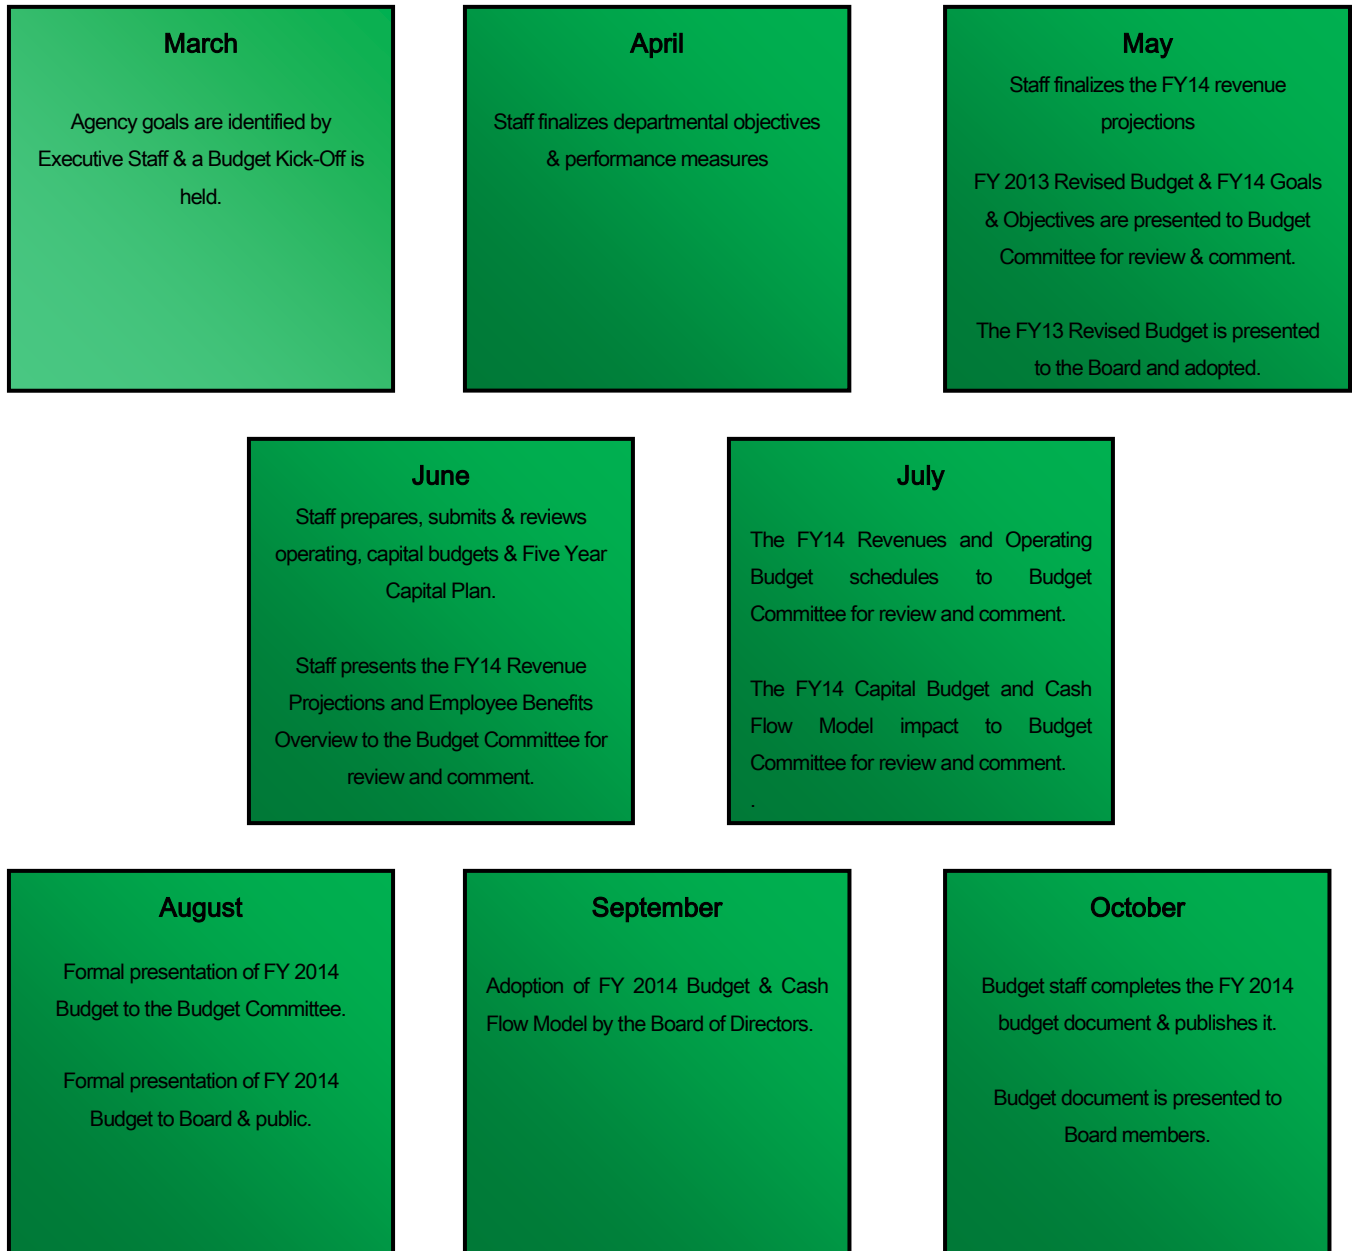 March
Agency goals are identified by
Executive Staff & a Budget Kick-Off is
held.
April
Staff finalizes departmental objectives
& performance measures
May
Staff finalizes the FY14 revenue
projections
FY 2013 Revised Budget & FY14 Goals
& Objectives are presented to Budget
Committee for review & comment.
The FY13 Revised Budget is presented
to the Board and adopted.
June
Staff prepares, submits & reviews
operating, capital budgets & Five Year
Capital Plan.
Staff presents the FY14 Revenue
Projections and Employee Benefits
Overview to the Budget Committee for
review and comment.
July
The FY14 Revenues and Operating
Budget schedules to Budget
Committee for review and comment.
The FY14 Capital Budget and Cash
Flow Model impact to Budget
Committee for review and comment.
.
August
Formal presentation of FY 2014
Budget to the Budget Committee.
Formal presentation of FY 2014
Budget to Board & public.
September
Adoption of FY 2014 Budget & Cash
Flow Model by the Board of Directors.
October
Budget staff completes the FY 2014
budget document & publishes it.
Budget document is presented to
Board members.